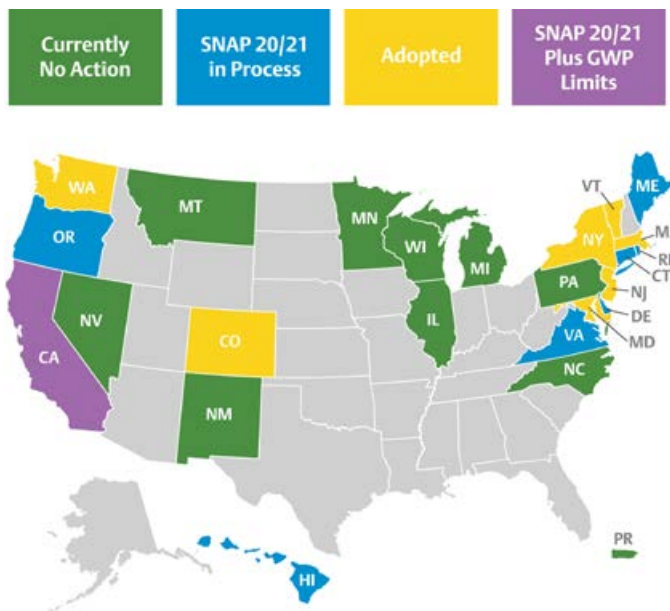 Currently
No Action
SNAP 20/21
in Process
Adopted
SNAP 20/21
Plus GWP
Limits
WA
MT
OR
MN
VT
ME
WI
NY
M
MI
RI
CT
NV
PA
NJ
CA
CO
IL
DE
VA
MD
NM
NC
PR
HI